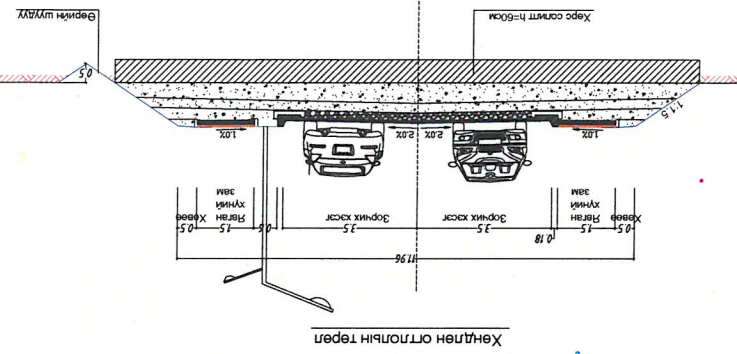 Хөндлөн огтлолын төрөл
11.96
0.5
1.5
0.6
3.5
3.5
0.18
1.5
0.5
Хөвөө
Явган хүний зам
Зорчих хэсэг
Зорчих хэсэг
Явган хүний зам
Хөвөө
1.0%
2.0%
2.0%
1.0%
1:1.5
0.5
Хөрс солилт h=60см
Өөрийн шуудуу